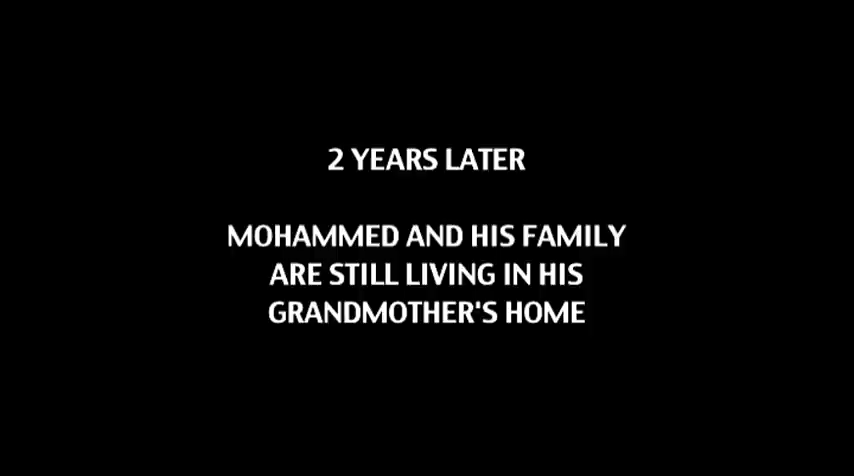 2 YEARS LATER
MOHAMMED AND HIS FAMILY
ARE STILL LIVING IN HIS
GRANDMOTHER'S HOME